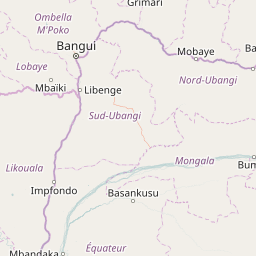 Grimari
Ombella
M'Poko
Bangui
Mobaye
Ba
Lobaye
Nord-Ubangi
Mbaïki
Libenge
Sud-Ubangi
Likouala
Mongala
Bum
Impfondo
Basankusu
Équateur
Mbandaka